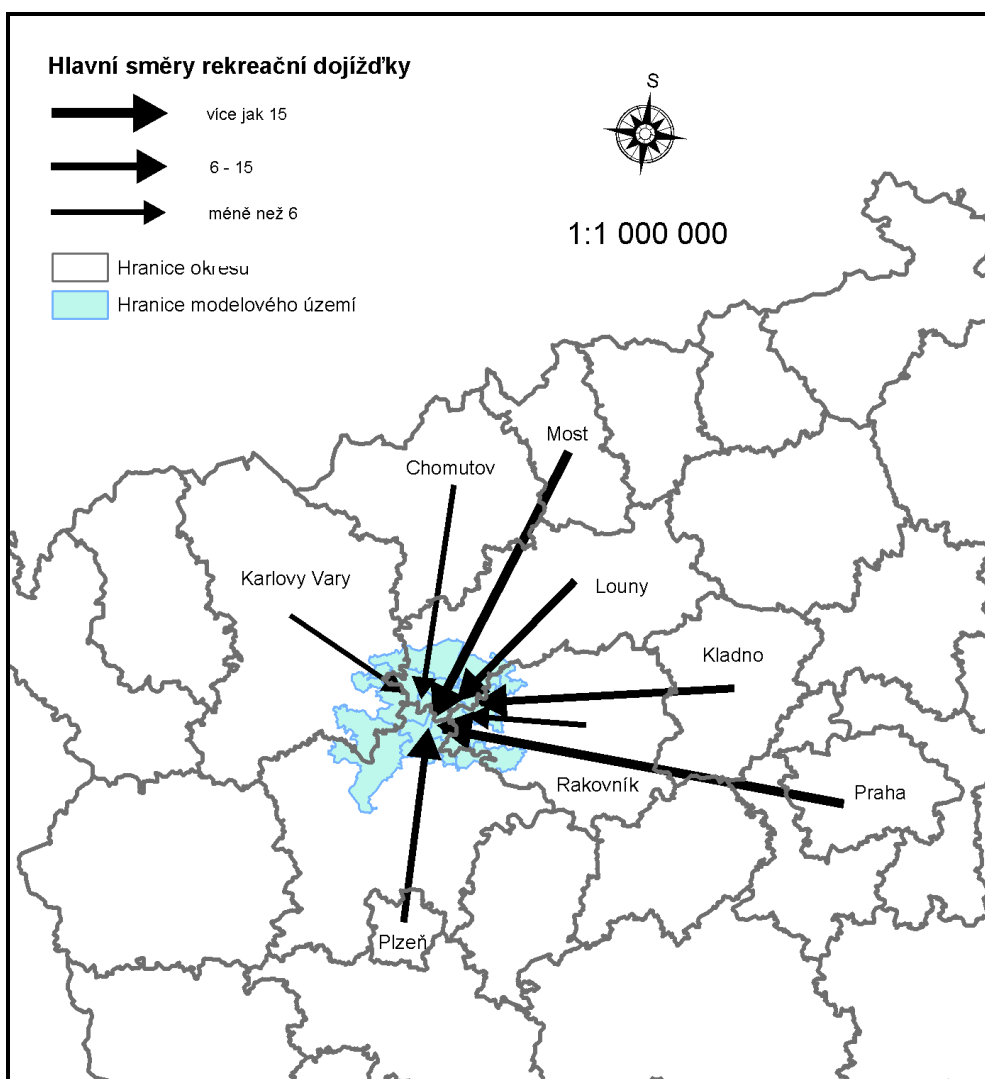 Hlavní směry rekreační dojížďky
více jak 15
6 - 15
méně než 6
Hranice okresu
Hranice modelového území
S
1:1 000 000
Most
Chomutov
Karlovy Vary
Louny
Kladno
Rakovník
Praha
Plzeň